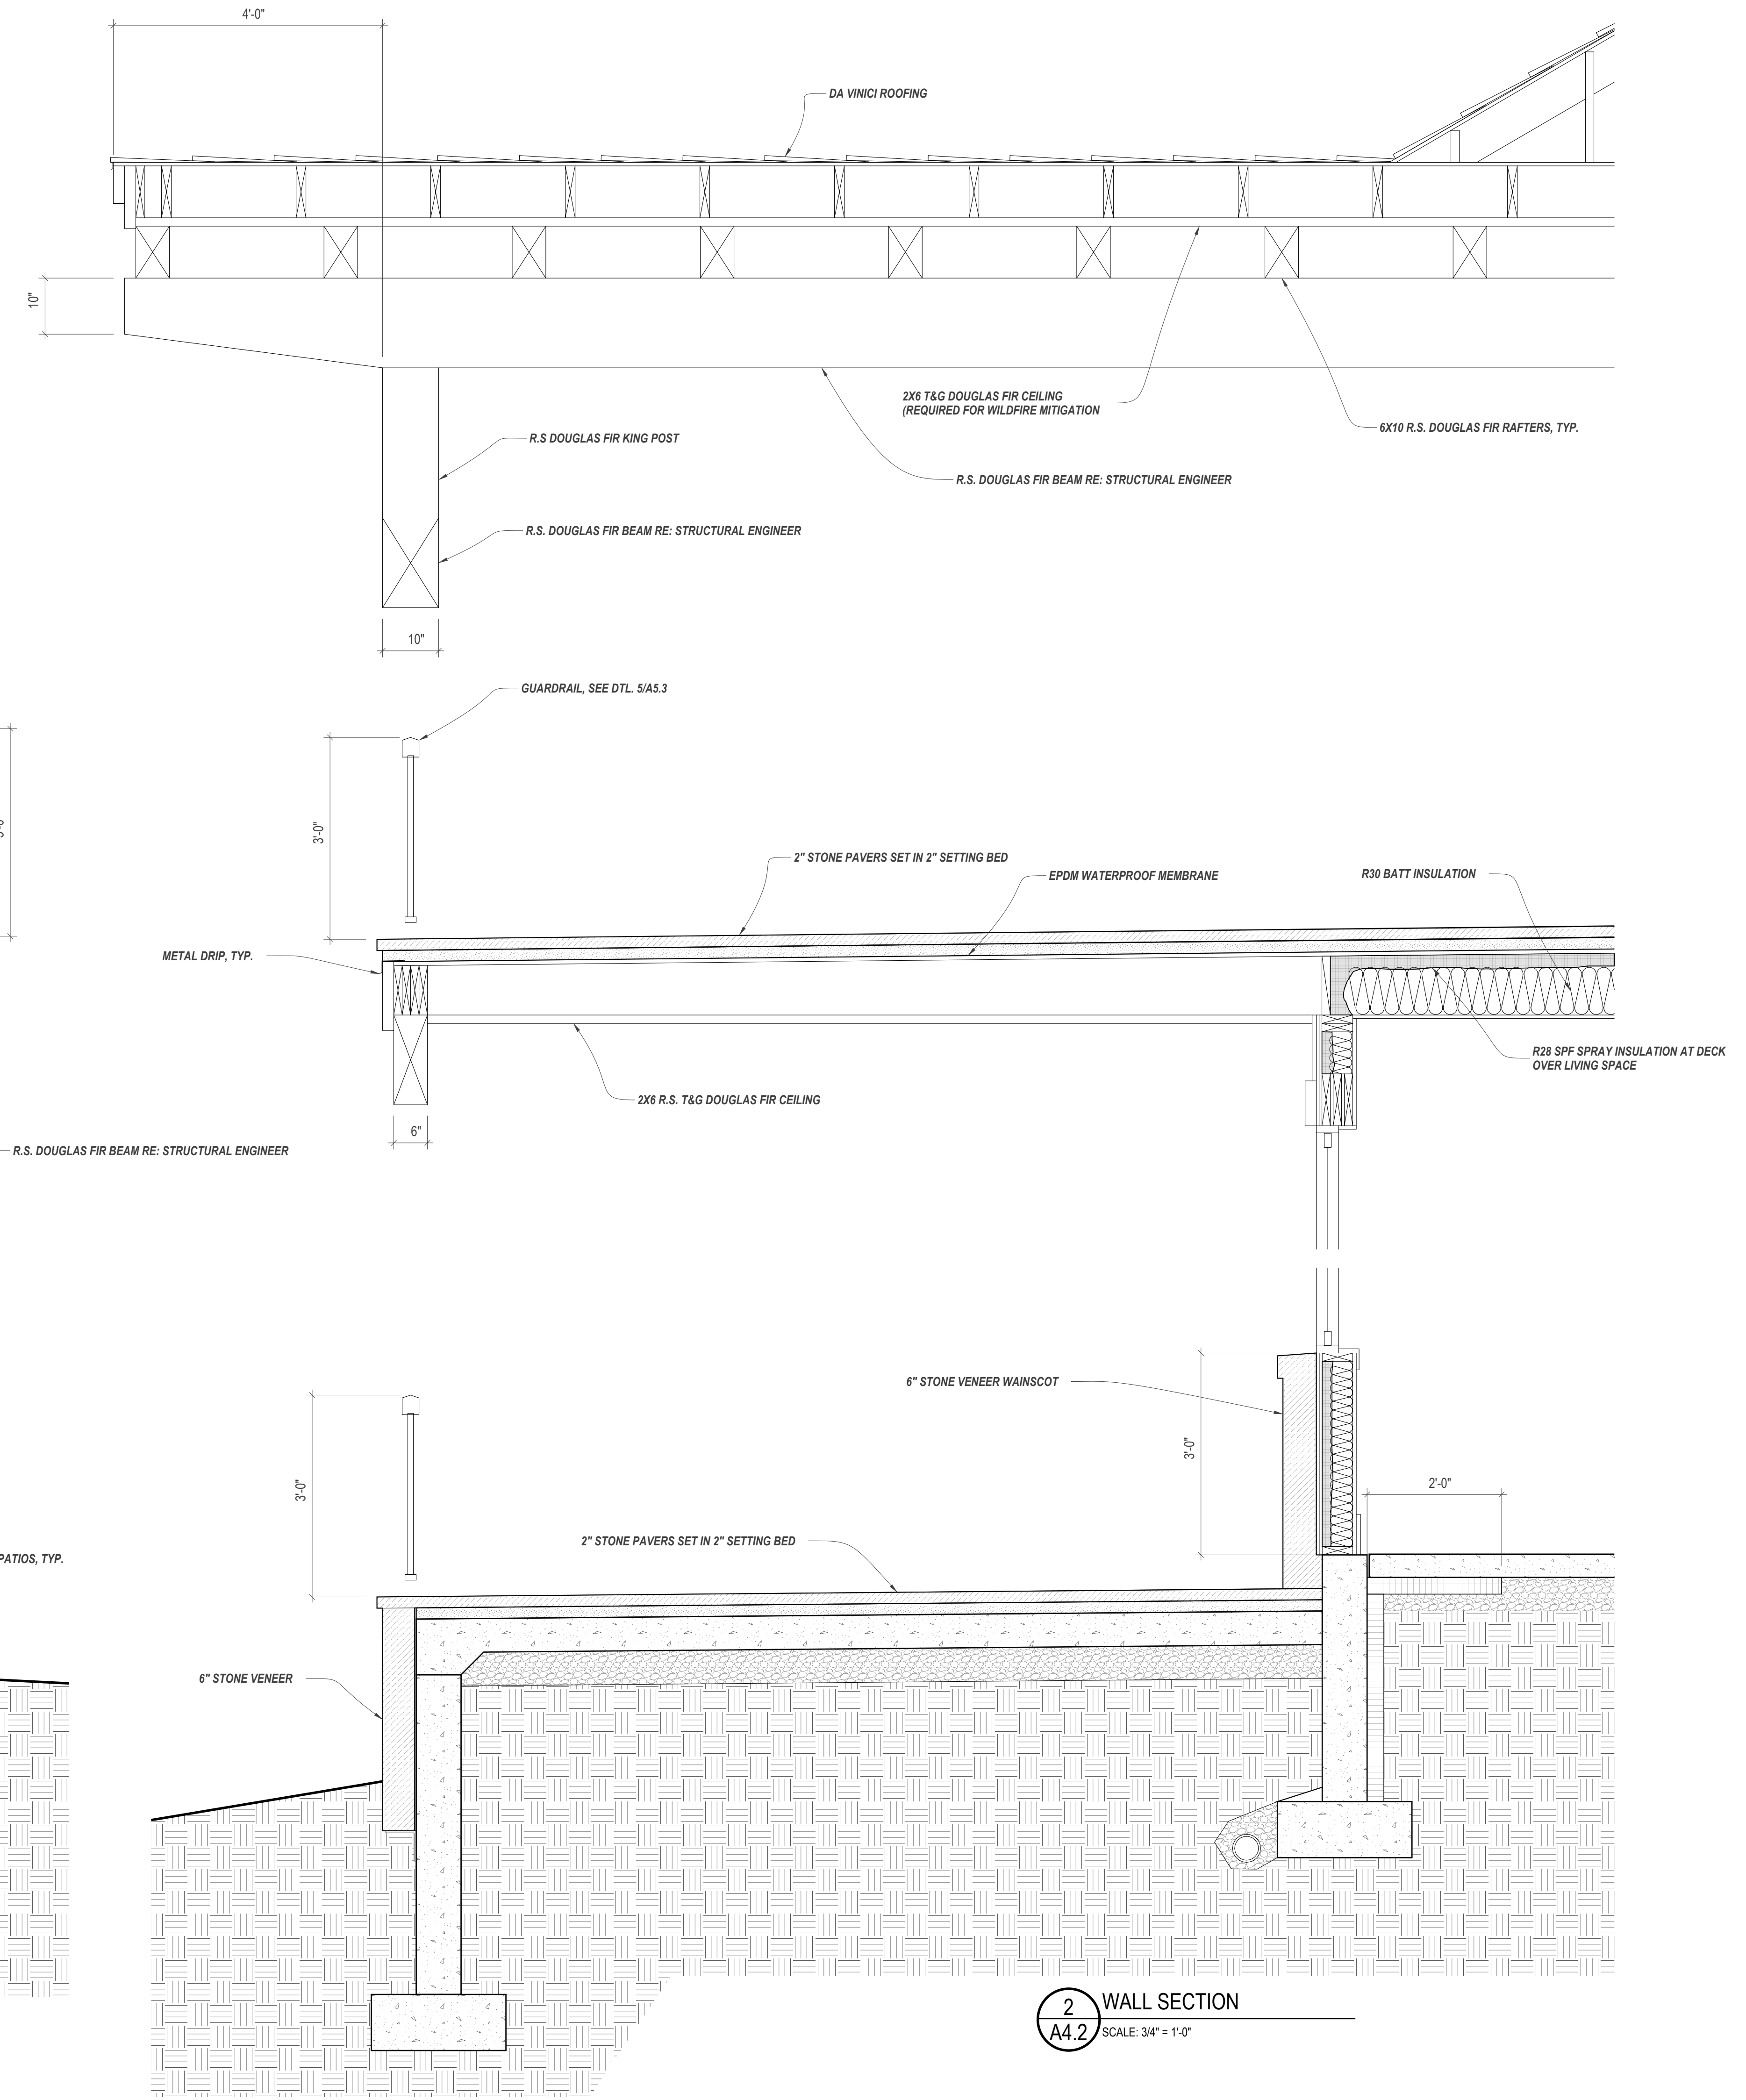 4'-0"
DA VINICI ROOFING
10"
2X6 T&G DOUGLAS FIR CEILING
(REQUIRED FOR WILDFIRE MITIGATION
6X10 R.S. DOUGLAS FIR RAFTERS, TYP.
R.S DOUGLAS FIR KING POST
R.S. DOUGLAS FIR BEAM RE: STRUCTURAL ENGINEER
R.S. DOUGLAS FIR BEAM RE: STRUCTURAL ENGINEER
10"
GUARDRAIL, SEE DTL. 5/A5.3
3'-0"
2" STONE PAVERS SET IN 2" SETTING BED
EPDM WATERPROOF MEMBRANE
R30 BATT INSULATION
METAL DRIP, TYP.
R28 SPF SPRAY INSULATION AT DECK
OVER LIVING SPACE
2X6 R.S. T&G DOUGLAS FIR CEILING
6"
R.S. DOUGLAS FIR BEAM RE: STRUCTURAL ENGINEER
6" STONE VENEER WAINSCOT
3'-0"
3'-0"
2'-0"
2" STONE PAVERS SET IN 2" SETTING BED
PATIOS, TYP.
6" STONE VENEER
2
A4.2
WALL SECTION
SCALE: 3/4" = 1'-0"